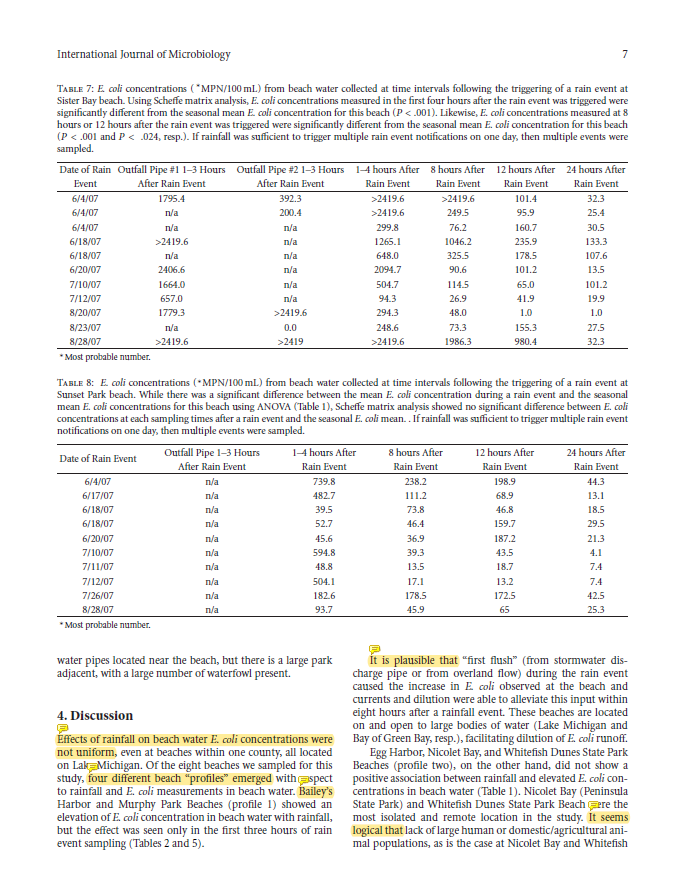 International Journal of Microbiology 7
TABLE 7: E. coli concentrations (*MPN/100 mL) from beach water collected at time intervals following the triggering of a rain event at
Sister Bay beach. Using Scheffe matrix analysis, E. coli concentrations measured in the first four hours after the rain event was triggered were
significantly different from the seasonal mean E. coli concentration for this beach (P < .001). Likewise, E. coli concentrations measured at 8
hours or 12 hours after the rain event was triggered were significantly different from the seasonal mean E. coli concentration for this beach
(P < .001 and P < .024, resp.). If rainfall was sufficient to trigger multiple rain event notifications on one day, then multiple events were
sampled.
Date of Rain Outfall Pipe #1 1–3 Hours Outfall Pipe #2 1–3 Hours 1–4 hours After 8 hours After 12 hours After 24 hours After
Event After Rain Event After Rain Event Rain Event Rain Event Rain Event Rain Event
6/4/07 1795.4 392.3 >2419.6 >2419.6 101.4 32.3
6/4/07 n/a 200.4 >2419.6 249.5 95.9 25.4
6/4/07 n/a n/a 299.8 76.2 160.7 30.5
6/18/07 >2419.6 n/a 1265.1 1046.2 235.9 133.3
6/18/07 n/a n/a 648.0 325.5 178.5 107.6
6/20/07 2406.6 n/a 2094.7 90.6 101.2 13.5
7/10/07 1664.0 n/a 504.7 114.5 65.0 101.2
7/12/07 657.0 n/a 94.3 26.9 41.9 19.9
8/20/07 1779.3 >2419.6 294.3 48.0 1.0 1.0
8/23/07 n/a 0.0 248.6 73.3 155.3 27.5
8/28/07 >2419.6 >2419 >2419.6 1986.3 980.4 32.3
*Most probable number.
TABLE 8: E. coli concentrations (*MPN/100 mL) from beach water collected at time intervals following the triggering of a rain event at
Sunset Park beach. While there was a significant difference between the mean E. coli concentration during a rain event and the seasonal
mean E. coli concentrations for this beach using ANOVA (Table 1), Scheffe matrix analysis showed no significant difference between E. coli
concentrations at each sampling times after a rain event and the seasonal E. coli mean. . If rainfall was sufficient to trigger multiple rain event
notifications on one day, then multiple events were sampled.
Date of Rain Event Outfall Pipe 1–3 Hours 1–4 hours After 8 hours After 12 hours After 24 hours After
After Rain Event Rain Event Rain Event Rain Event Rain Event
6/4/07 n/a 739.8 238.2 198.9 44.3
6/17/07 n/a 482.7 111.2 68.9 13.1
6/18/07 n/a 39.5 73.8 46.8 18.5
6/18/07 n/a 52.7 46.4 159.7 29.5
6/20/07 n/a 45.6 36.9 187.2 21.3
7/10/07 n/a 594.8 39.3 43.5 4.1
7/11/07 n/a 48.8 13.5 18.7 7.4
7/12/07 n/a 504.1 17.1 13.2 7.4
7/26/07 n/a 182.6 178.5 172.5 42.5
8/28/07 n/a 93.7 45.9 65 25.3
*Most probable number.
water pipes located near the beach, but there is a large park
adjacent, with a large number of waterfowl present.
4. Discussion
Effects of rainfall on beach water E. coli concentrations were
not uniform, even at beaches within one county, all located
on Lake Michigan. Of the eight beaches we sampled for this
study, four different beach “profiles” emerged with respect
to rainfall and E. coli measurements in beach water. Bailey’s
Harbor and Murphy Park Beaches (profile 1) showed an
elevation of E. coli concentration in beach water with rainfall,
but the effect was seen only in the first three hours of rain
event sampling (Tables 2 and 5).
It is plausible that “first flush” (from stormwater dis-
charge pipe or from overland flow) during the rain event
caused the increase in E. coli observed at the beach and
currents and dilution were able to alleviate this input within
eight hours after a rainfall event. These beaches are located
on and open to large bodies of water (Lake Michigan and
Bay of Green Bay, resp.), facilitating dilution of E. coli runoff.
Egg Harbor, Nicolet Bay, and Whitefish Dunes State Park
Beaches (profile two), on the other hand, did not show a
positive association between rainfall and elevated E. coli con-
centrations in beach water (Table 1). Nicolet Bay (Peninsula
State Park) and Whitefish Dunes State Park Beach were the
most isolated and remote location in the study. It seems
logical that lack of large human or domestic/agricultural ani-
mal populations, as is the case at Nicolet Bay and Whitefish